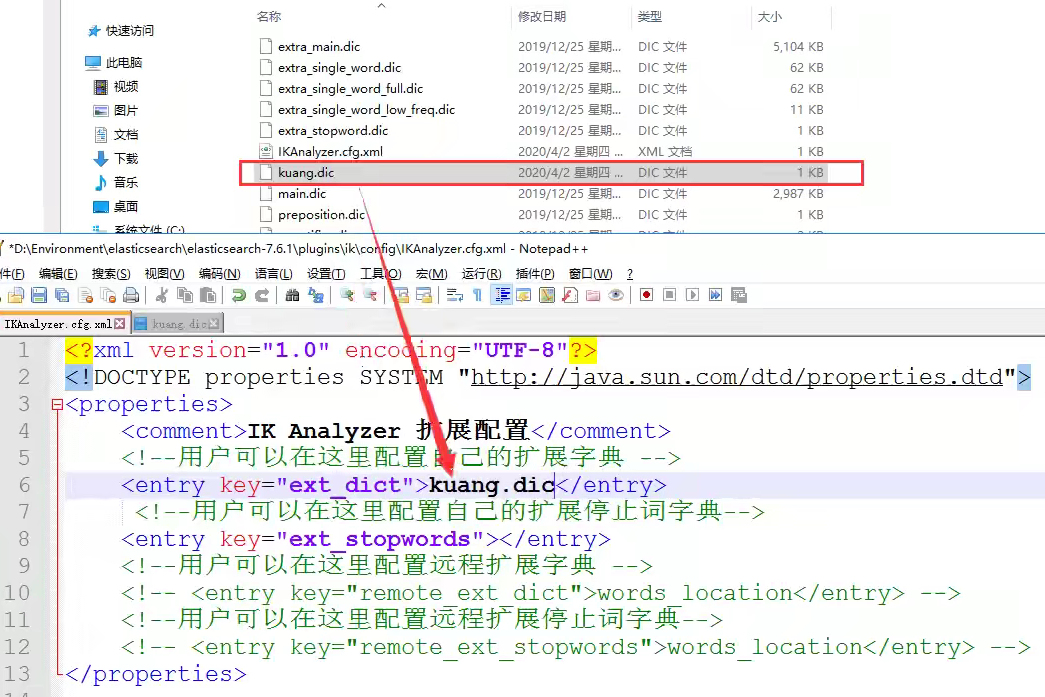 名称 修改日期 类型 大小
快速访问
此电脑
视频
图片
文档
下载
音乐
桌面
系统文件 (C:)
extra_main.dic 2019/12/25 星期... DIC 文件 5,104 KB
extra_single_word.dic 2019/12/25 星期... DIC 文件 62 KB
extra_single_word_full.dic 2019/12/25 星期... DIC 文件 62 KB
extra_single_word_low_freq.dic 2019/12/25 星期... DIC 文件 11 KB
extra_stopword.dic 2019/12/25 星期... DIC 文件 1 KB
IKAnalyzer.cfg.xml 2020/4/2 星期四 ... XML 文档 1 KB
kuang.dic 2020/4/2 星期四 ... DIC 文件 1 KB
main.dic 2019/12/25 星期... DIC 文件 2,987 KB
preposition.dic 2019/12/25 星期... DIC 文件 1 KB
*D:\Environment\elasticsearch\elasticsearch-7.6.1\plugins\ik\config\IKAnalyzer.cfg.xml - Notepad++
件(F) 编辑(E) 搜索(S) 视图(V) 编码(N) 语言(L) 设置(T) 工具(O) 宏(M) 运行(R) 插件(P) 窗口(W) ?
IKAnalyzer.cfg.xml kuang.dic
1 <?xml version="1.0" encoding="UTF-8"?>
2 <!DOCTYPE properties SYSTEM "http://java.sun.com/dtd/properties.dtd">
3 <properties>
4 <comment>IK Analyzer 扩展配置</comment>
5 <!--用户可以在这里配置自己的扩展字典 -->
6 <entry key="ext_dict">kuang.dic</entry>
7 <!--用户可以在这里配置自己的扩展停止词字典-->
8 <entry key="ext_stopwords"></entry>
9 <!--用户可以在这里配置远程扩展字典 -->
10 <!-- <entry key="remote_ext_dict">words_location</entry> -->
11 <!--用户可以在这里配置远程扩展停止词字典-->
12 <!-- <entry key="remote_ext_stopwords">words_location</entry> -->
13 </properties>